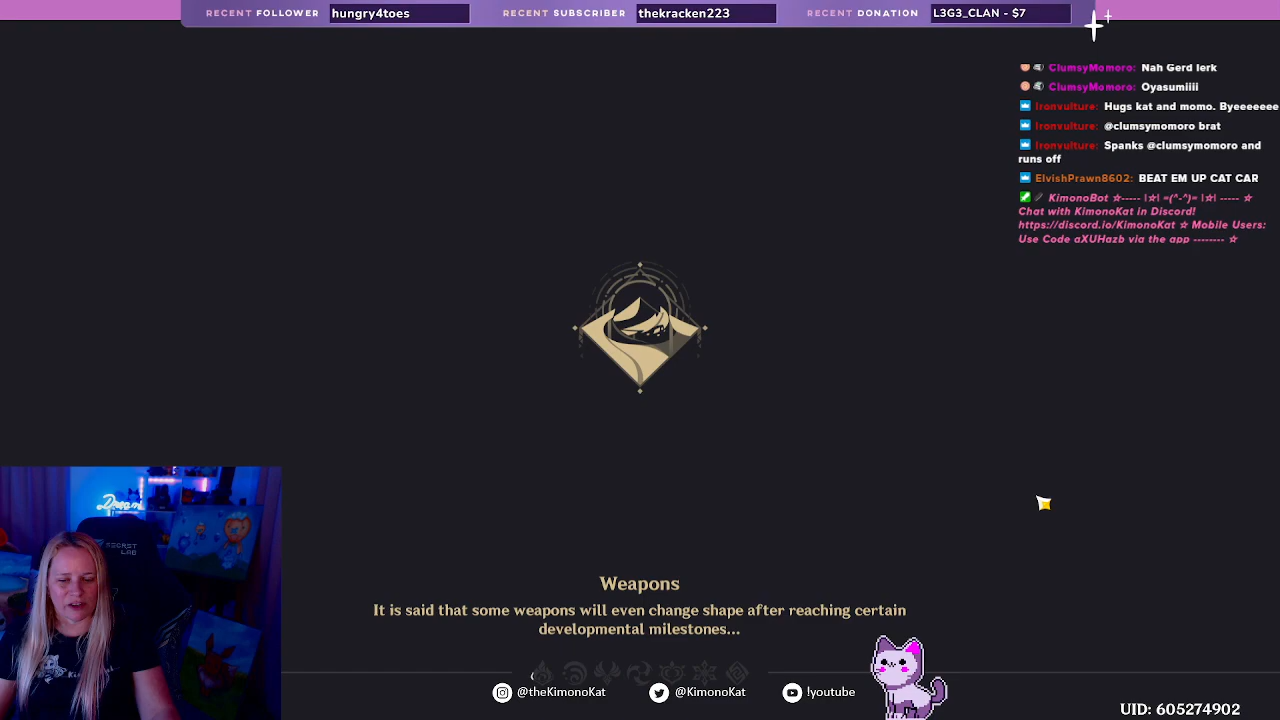 RECENT FOLLOWER hungry4toes RECENT SUBSCRIBER thekracken223 RECENT DONATION L3G3_CLAN - $7
ClumsyMomoro: Nah Gerd lerk
ClumsyMomoro: Oyasumiiii
Ironvulture: Hugs kat and momo. Byeeeeeee
Ironvulture: @clumsymomoro brat
Ironvulture: Spanks @clumsymomoro and
runs off
ElvishPrawn8602: BEAT EM UP CAT CAR
KimonoBot ☆----- |☆| =(^-^)= |☆| ----- ☆
Chat with KimonoKat in Discord!
https://discord.io/KimonoKat ☆ Mobile Users:
Use Code aXUHazb via the app -------- ☆
Dream
SECRET
LAB
Weapons
It is said that some weapons will even change shape after reaching certain
developmental milestones...
@theKimonoKat @KimonoKat !youtube
UID: 605274902